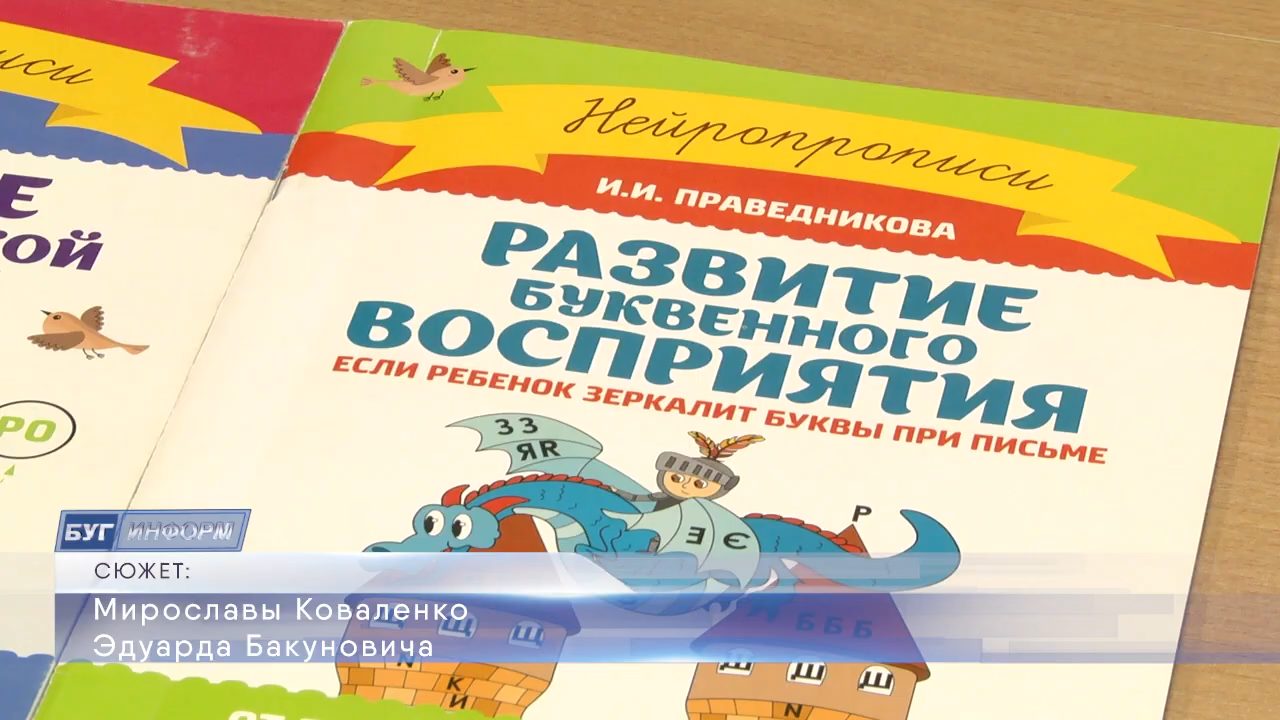 Нейропрописи
И.И. ПРАВЕДНИКОВА
РАЗВИТИЕ
БУКВЕННОГО
ВОСПРИЯТИЯ
ЕСЛИ РЕБЕНОК ЗЕРКАЛИТ БУКВЫ ПРИ ПИСЬМЕ
З З
ЯR
Р
Є
БУГ ИНФОРМ
СЮЖЕТ:
Мирославы Коваленко
Эдуарда Бакуновича
Б Б Б
Ш Ш Ш
Ш Ш Ш
N
К
И
N